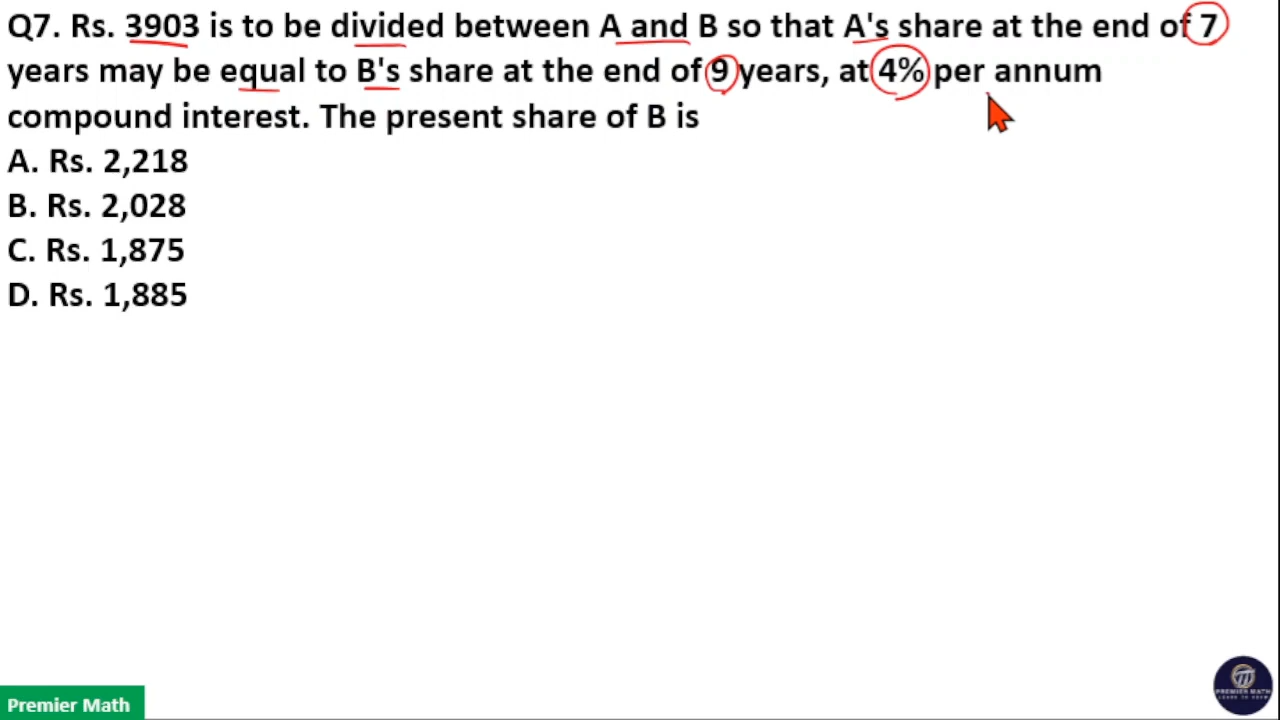 Q7. Rs. 3903 is to be divided between A and B so that A's share at the end of 7
years may be equal to B's share at the end of 9 years, at 4% per annum
compound interest. The present share of B is
A. Rs. 2,218
B. Rs. 2,028
C. Rs. 1,875
D. Rs. 1,885
Premier Math
PREMIER MATH